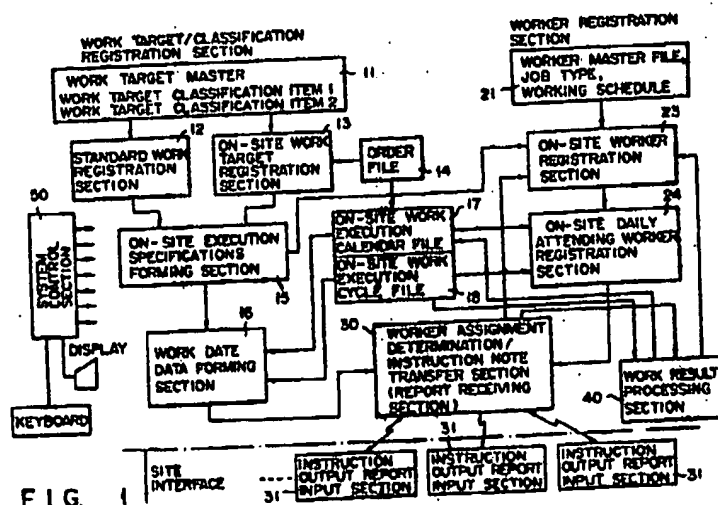 WORK TARGET/CLASSIFICATION
REGISTRATION SECTION
WORKER REGISTRATION
SECTION
WORK TARGET MASTER
WORK TARGET CLASSIFICATION ITEM 1
WORK TARGET CLASSIFICATION ITEM 2
11
WORKER MASTER FILE,
JOB TYPE,
WORKING SCHEDULE
21
12
STANDARD WORK
REGISTRATION
SECTION
13
ON-SITE WORK
TARGET
REGISTRATION
SECTION
ORDER
FILE
14
23
ON-SITE WORKER
REGISTRATION
SECTION
50
SYSTEM
CONTROL
SECTION
ON-SITE EXECUTION
SPECIFICATIONS
FORMING SECTION
15
17
ON-SITE WORK
EXECUTION
CALENDAR FILE
ON-SITE WORK
EXECUTION
CYCLE FILE
18
24
ON-SITE DAILY
ATTENDING WORKER
REGISTRATION
SECTION
16
WORK DATE
DATA FORMING
SECTION
30
WORKER ASSIGNMENT
DETERMINATION/
INSTRUCTION NOTE
TRANSFER SECTION
(REPORT RECEIVING
SECTION)
WORK RESULT
PROCESSING
SECTION
40
DISPLAY
KEYBOARD
SITE
INTERFACE
INSTRUCTION
OUTPUT REPORT
INPUT SECTION
31
INSTRUCTION
OUTPUT REPORT
INPUT SECTION
31
INSTRUCTION
OUTPUT REPORT
INPUT SECTION
31
FIG. 1